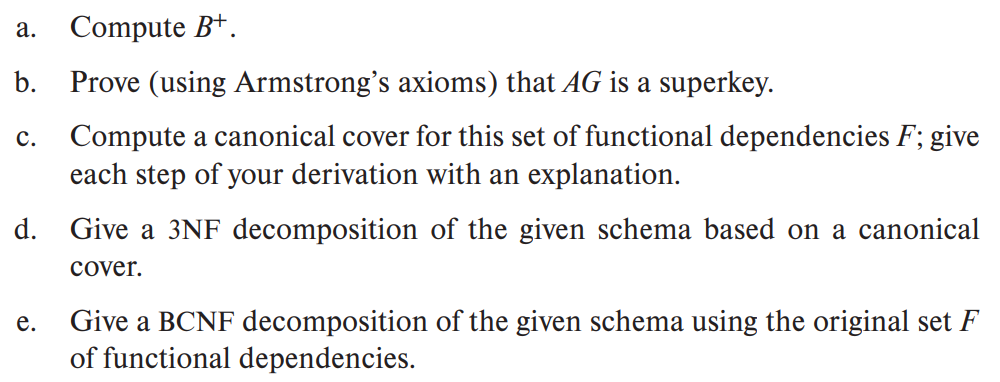 a. Compute B⁺.
b. Prove (using Armstrong’s axioms) that AG is a superkey.
c. Compute a canonical cover for this set of functional dependencies F; give
each step of your derivation with an explanation.
d. Give a 3NF decomposition of the given schema based on a canonical
cover.
e. Give a BCNF decomposition of the given schema using the original set F
of functional dependencies.